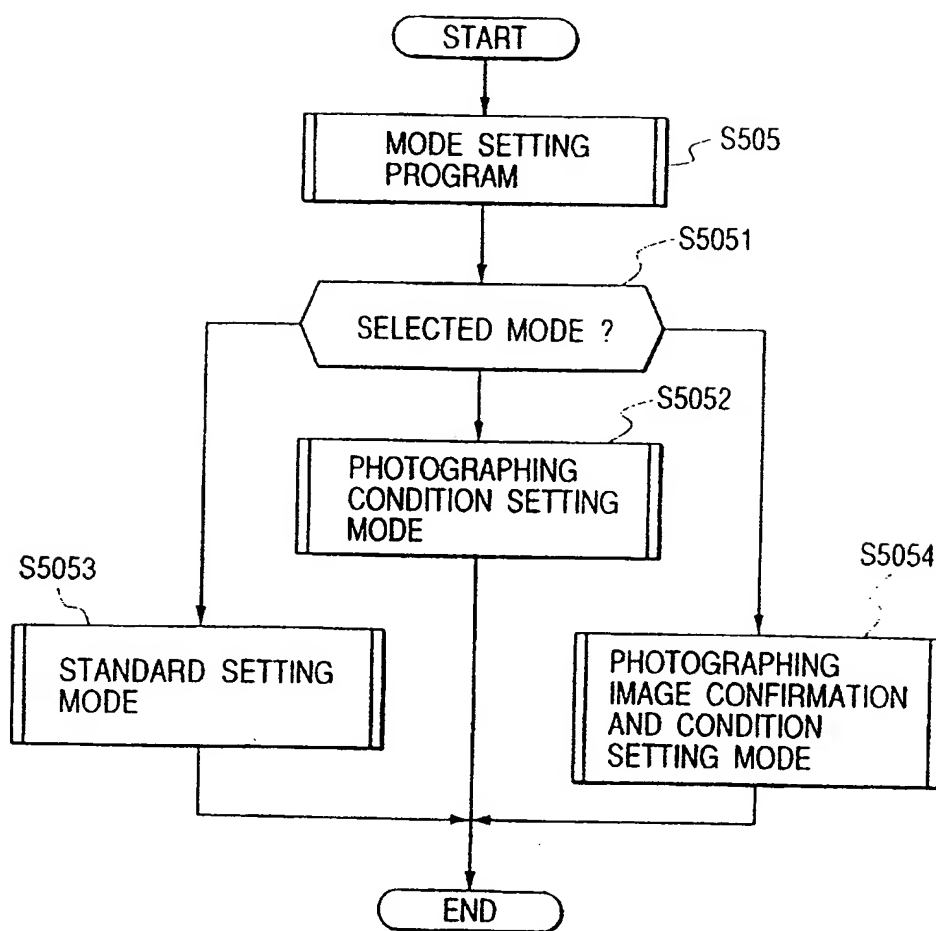 START
MODE SETTING
PROGRAM
S505
S5051
SELECTED MODE ?
S5052
PHOTOGRAPHING
CONDITION SETTING
MODE
S5053
STANDARD SETTING
MODE
S5054
PHOTOGRAPHING
IMAGE CONFIRMATION
AND CONDITION
SETTING MODE
END